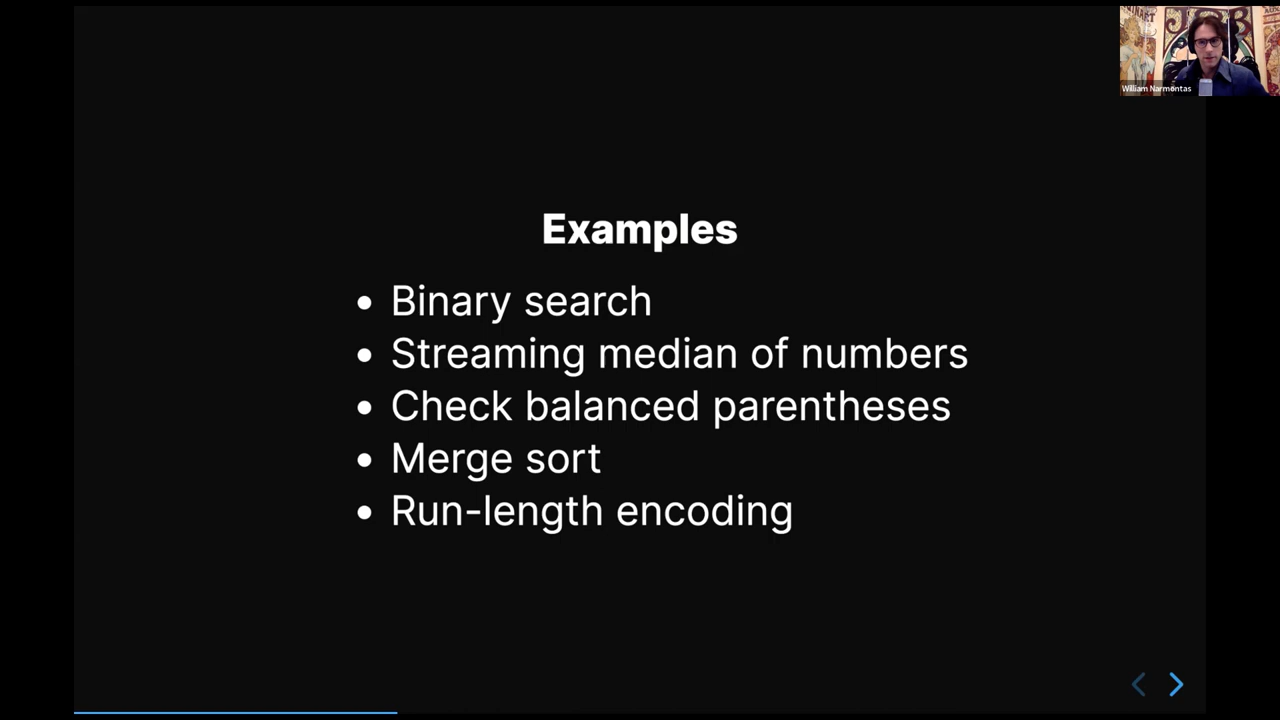 Examples
• Binary search
• Streaming median of numbers
• Check balanced parentheses
• Merge sort
• Run-length encoding
William Narmontas